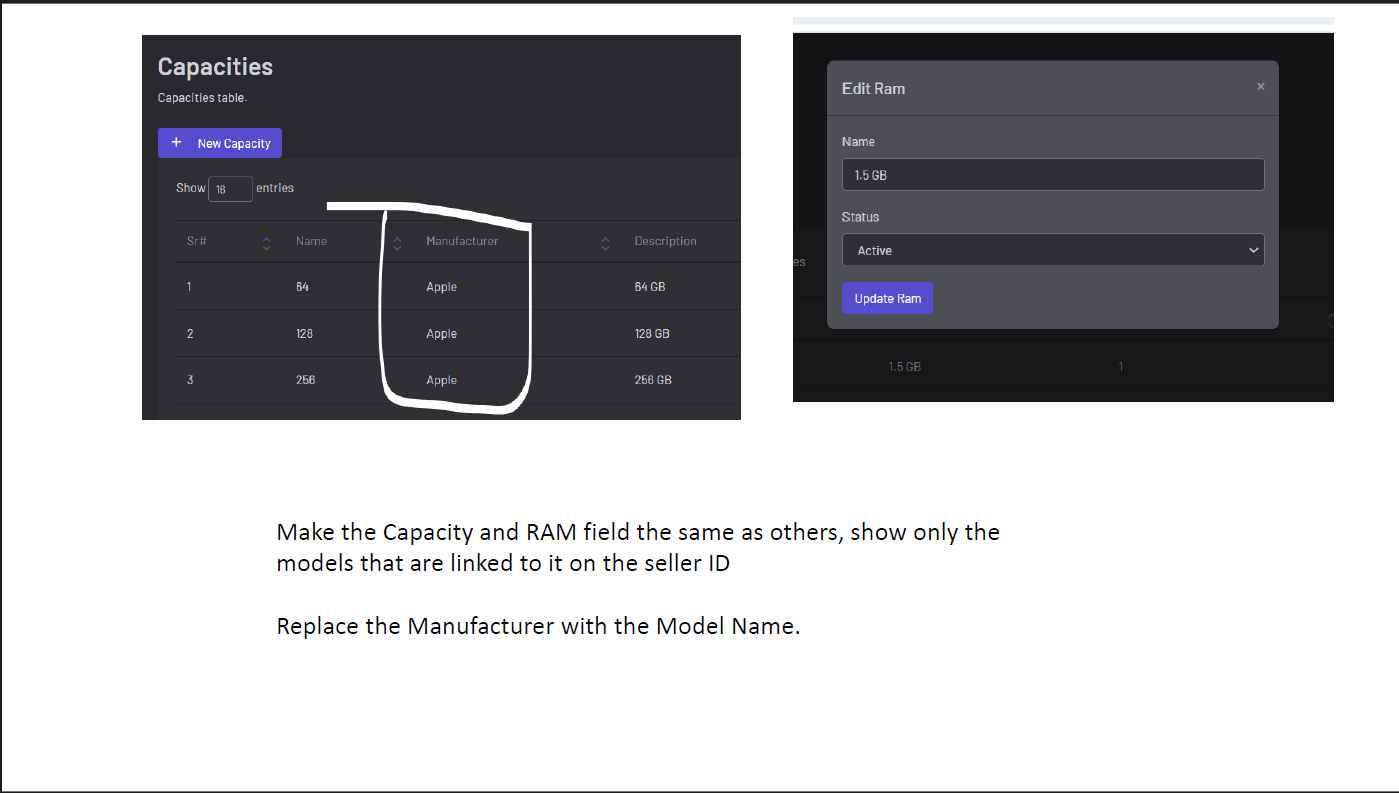 Capacities
Capacities table.
+ New Capacity
Show 16 entries
Sr# Name Manufacturer Description
1 64 Apple 64 GB
2 128 Apple 128 GB
3 256 Apple 256 GB
Edit Ram ×
Name
1.5 GB
Status
Active
es
Update Ram
1.5 GB 1
Make the Capacity and RAM field the same as others, show only the
models that are linked to it on the seller ID
Replace the Manufacturer with the Model Name.